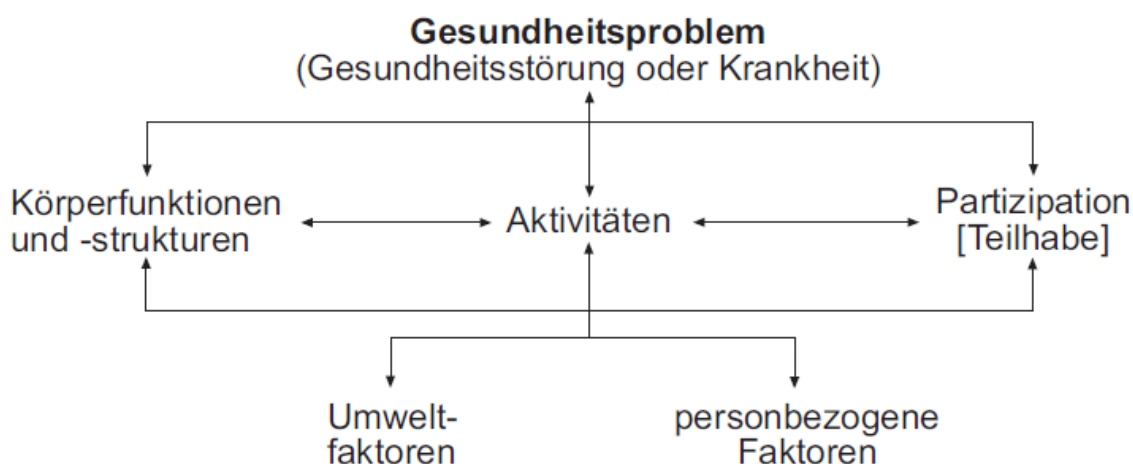 Gesundheitsproblem
(Gesundheitsstörung oder Krankheit)
Körperfunktionen
und -strukturen
Aktivitäten
Partizipation
[Teilhabe]
Umwelt-
faktoren
personbezogene
Faktoren